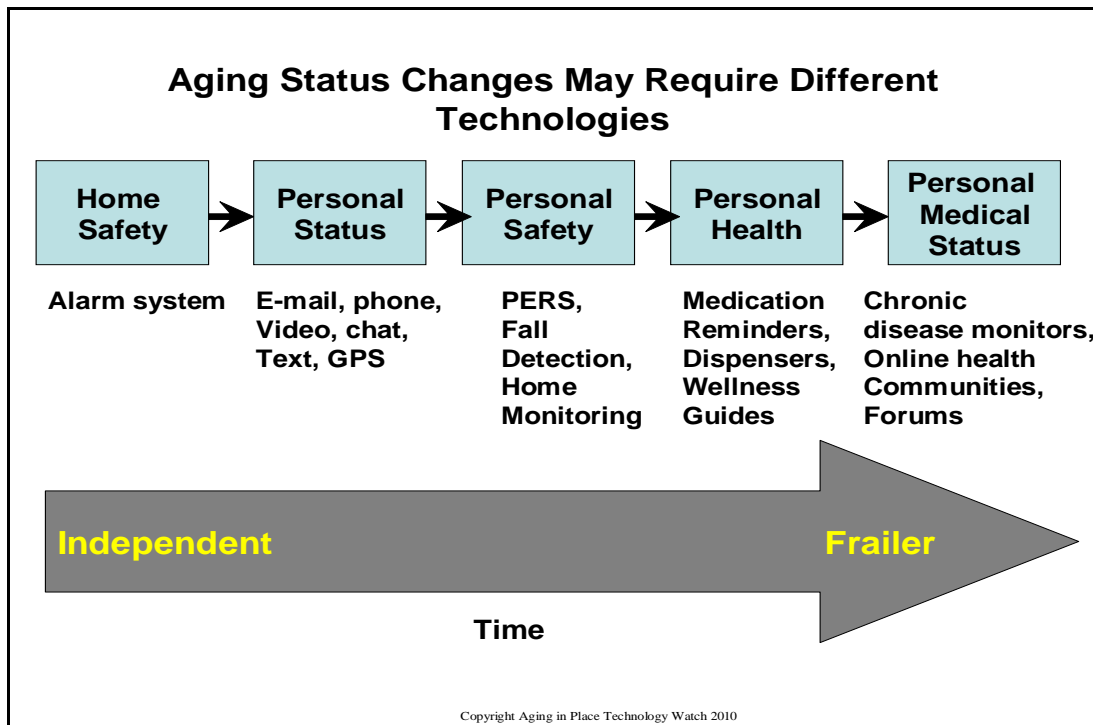 Aging Status Changes May Require Different
Technologies
Home
Safety
Personal
Status
Personal
Safety
Personal
Health
Personal
Medical
Status
Alarm system
E-mail, phone,
Video, chat,
Text, GPS
PERS,
Fall
Detection,
Home
Monitoring
Medication
Reminders,
Dispensers,
Wellness
Guides
Chronic
disease monitors,
Online health
Communities,
Forums
Independent
Frailer
Time
Copyright Aging in Place Technology Watch 2010